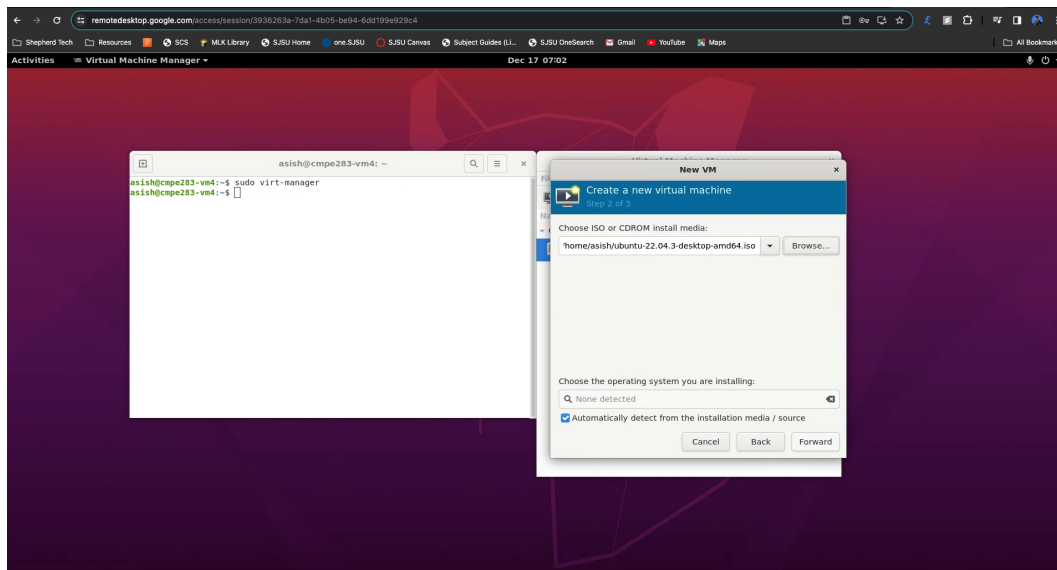 remotedesktop.google.com/access/session/3936263a-7da1-4b05-be94-6dd199e929c4
Shepherd Tech Resources SCS MLK Library SJSU Home one.SJSU SJSU Canvas Subject Guides (Li... SJSU OneSearch Gmail YouTube Maps All Bookmark
Activities Virtual Machine Manager Dec 17 07:02
asish@cmpe283-vm4: ~
asish@cmpe283-vm4:~$ sudo virt-manager
asish@cmpe283-vm4:~$
New VM
Create a new virtual machine
Step 2 of 5
Choose ISO or CDROM install media:
home/asish/ubuntu-22.04.3-desktop-amd64.iso Browse...
Choose the operating system you are installing:
None detected
Automatically detect from the installation media / source
Cancel Back Forward